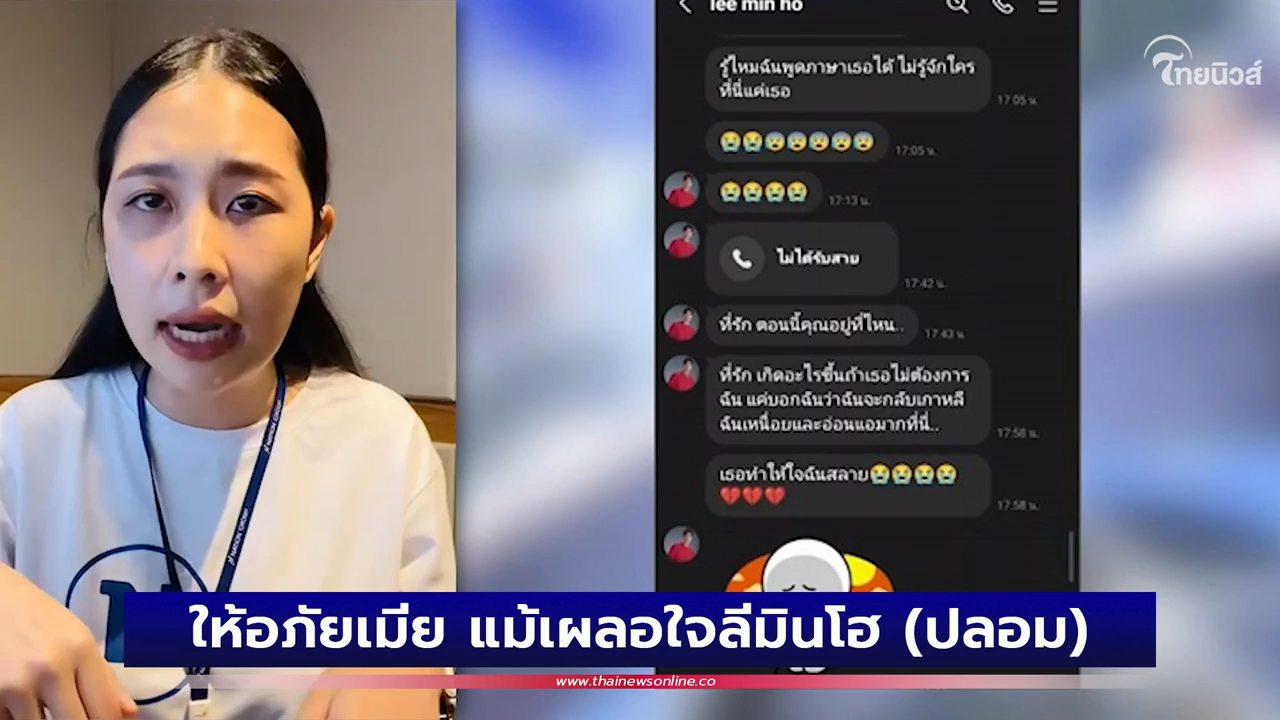 lee min ho
ไทยนิวส์
รู้ไหมฉันพูดภาษาเธอได้ ไม่รู้จักใคร
ที่นี่แค่เธอ
17:05 น.
😭😭😨😨😨😨😨
17:05 น.
😭😭😭😭
17:13 น.
ไม่ได้รับสาย
17:42 น.
ที่รัก ตอนนี้คุณอยู่ที่ไหน..
17:43 น.
ที่รัก เกิดอะไรขึ้นถ้าเธอไม่ต้องการ
ฉัน แค่บอกฉันว่าฉันจะกลับเกาหลี
ฉันเหนื่อยและอ่อนแอมากที่นี่..
17:58 น.
เธอทำให้ใจฉันสลาย😭😭😭😭
💔💔💔
17:58 น.
NATION GROUP
ให้อภัยเมีย แม้เผลอใจลีมินโฮ (ปลอม)
www.thainewsonline.co